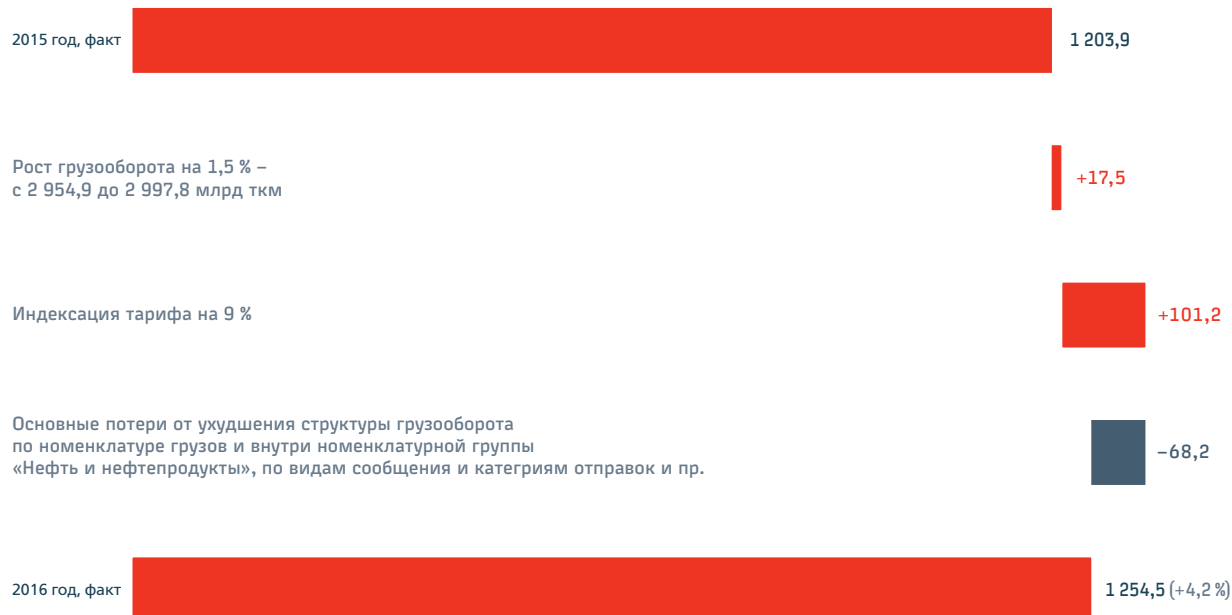 2015 год, факт
1 203,9
Рост грузооборота на 1,5 % –
с 2 954,9 до 2 997,8 млрд ткм
+17,5
Индексация тарифа на 9 %
+101,2
Основные потери от ухудшения структуры грузооборота
по номенклатуре грузов и внутри номенклатурной группы
«Нефть и нефтепродукты», по видам сообщения и категриям отправок и пр.
–68,2
2016 год, факт
1 254,5 (+4,2 %)